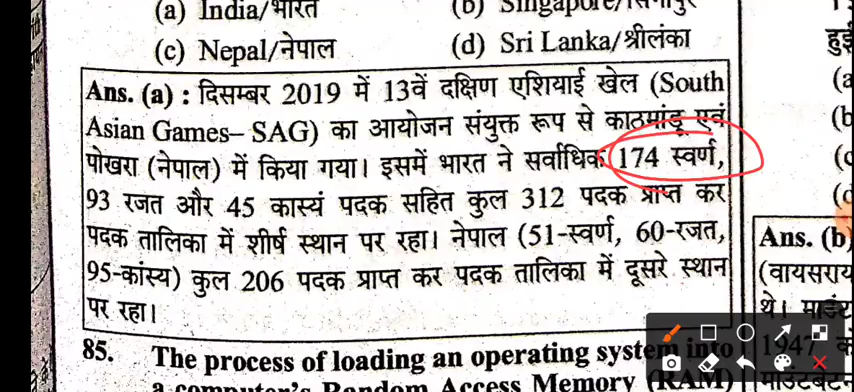 (a) India/भारत
(b) Singapore/सिंगापुर
(c) Nepal/नेपाल
(d) Sri Lanka/श्रीलंका
Ans. (a) : दिसम्बर 2019 में 13वें दक्षिण एशियाई खेल (South
Asian Games– SAG) का आयोजन संयुक्त रूप से काठमांडू एवं
पोखरा (नेपाल) में किया गया। इसमें भारत ने सर्वाधिक 174 स्वर्ण,
93 रजत और 45 कास्यं पदक सहित कुल 312 पदक प्राप्त कर
पदक तालिका में शीर्ष स्थान पर रहा। नेपाल (51-स्वर्ण, 60-रजत,
95-कांस्य) कुल 206 पदक प्राप्त कर पदक तालिका में दूसरे स्थान
पर रहा।
85. The process of loading an operating system into
a computer's Random Access Memory (RAM)
हुई
(a
(b
(c
(d
Ans. (b)
(वायसराय
थे। माउंट
1947 के
माउंटबेटन